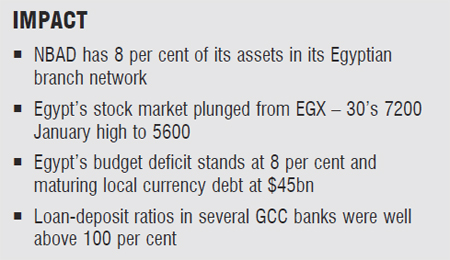 IMPACT
▪ NBAD has 8 per cent of its assets in its Egyptian
branch network
▪ Egypt's stock market plunged from EGX – 30's 7200
January high to 5600
▪ Egypt's budget deficit stands at 8 per cent and
maturing local currency debt at $45bn
▪ Loan-deposit ratios in several GCC banks were well
above 100 per cent